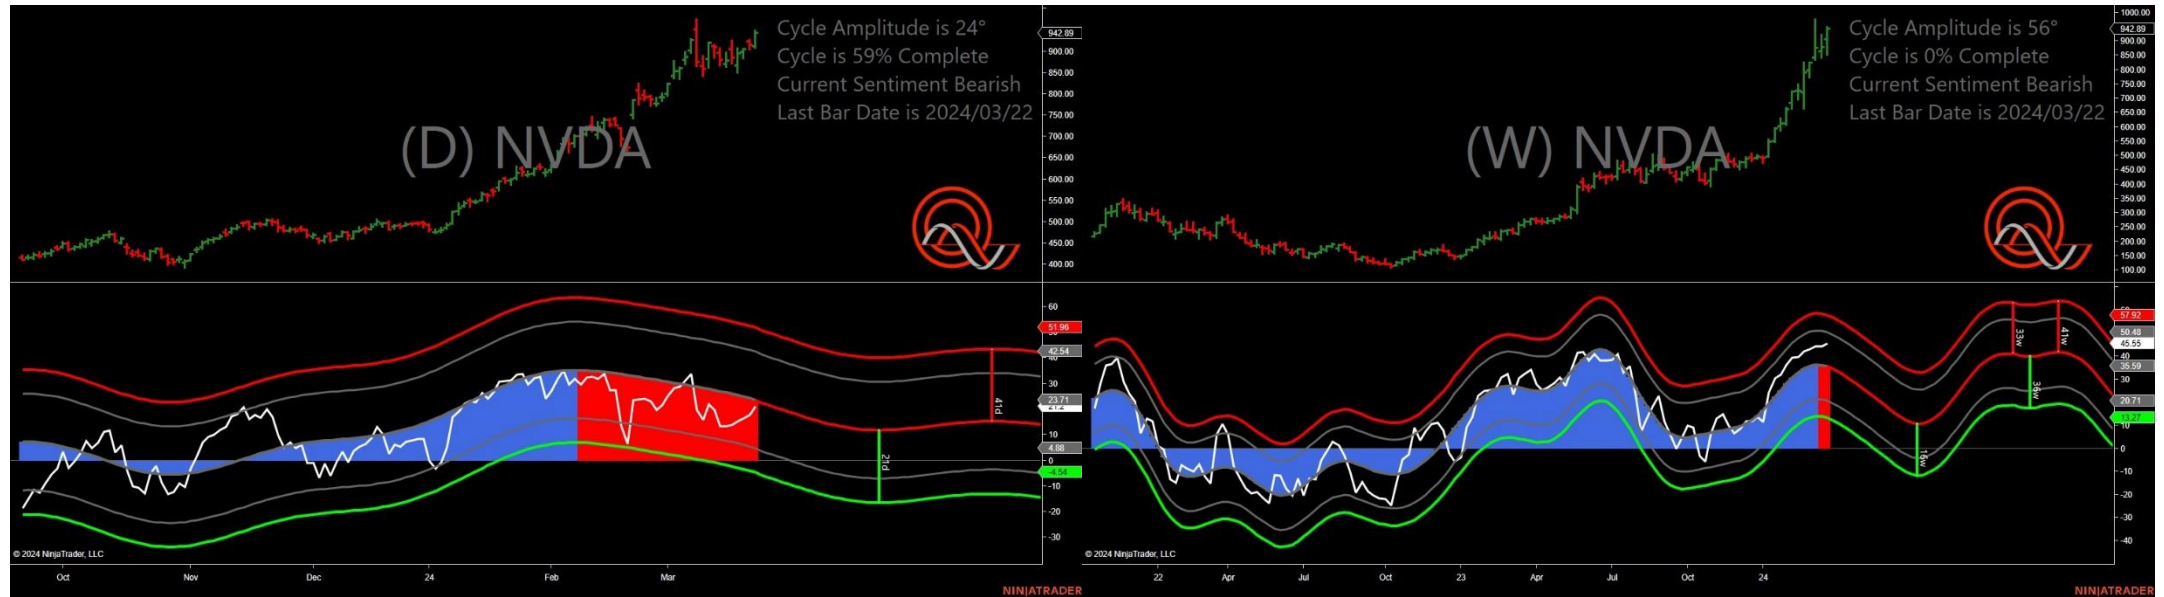 Cycle Amplitude is 24°
Cycle is 59% Complete
Current Sentiment Bearish
Last Bar Date is 2024/03/22
(D) NVDA
942.89
900.00
850.00
800.00
750.00
700.00
650.00
600.00
550.00
500.00
450.00
400.00
60
51.96
42.54
40
30
23.71
21.2
10
4.88
0
-4.54
-10
-20
-30
41d
21d
© 2024 NinjaTrader, LLC
Oct
Nov
Dec
24
Feb
Mar
NINJATRADER
Cycle Amplitude is 56°
Cycle is 0% Complete
Current Sentiment Bearish
Last Bar Date is 2024/03/22
(W) NVDA
1000.00
942.89
900.00
850.00
800.00
750.00
700.00
650.00
600.00
550.00
500.00
450.00
400.00
350.00
300.00
250.00
200.00
150.00
100.00
57.92
50.48
45.55
40
35.59
30
20.71
13.27
10
0
-10
-20
-30
-40
33w
41w
36w
15w
© 2024 NinjaTrader, LLC
22
Apr
Jul
Oct
23
Apr
Jul
Oct
24
NINJATRADER